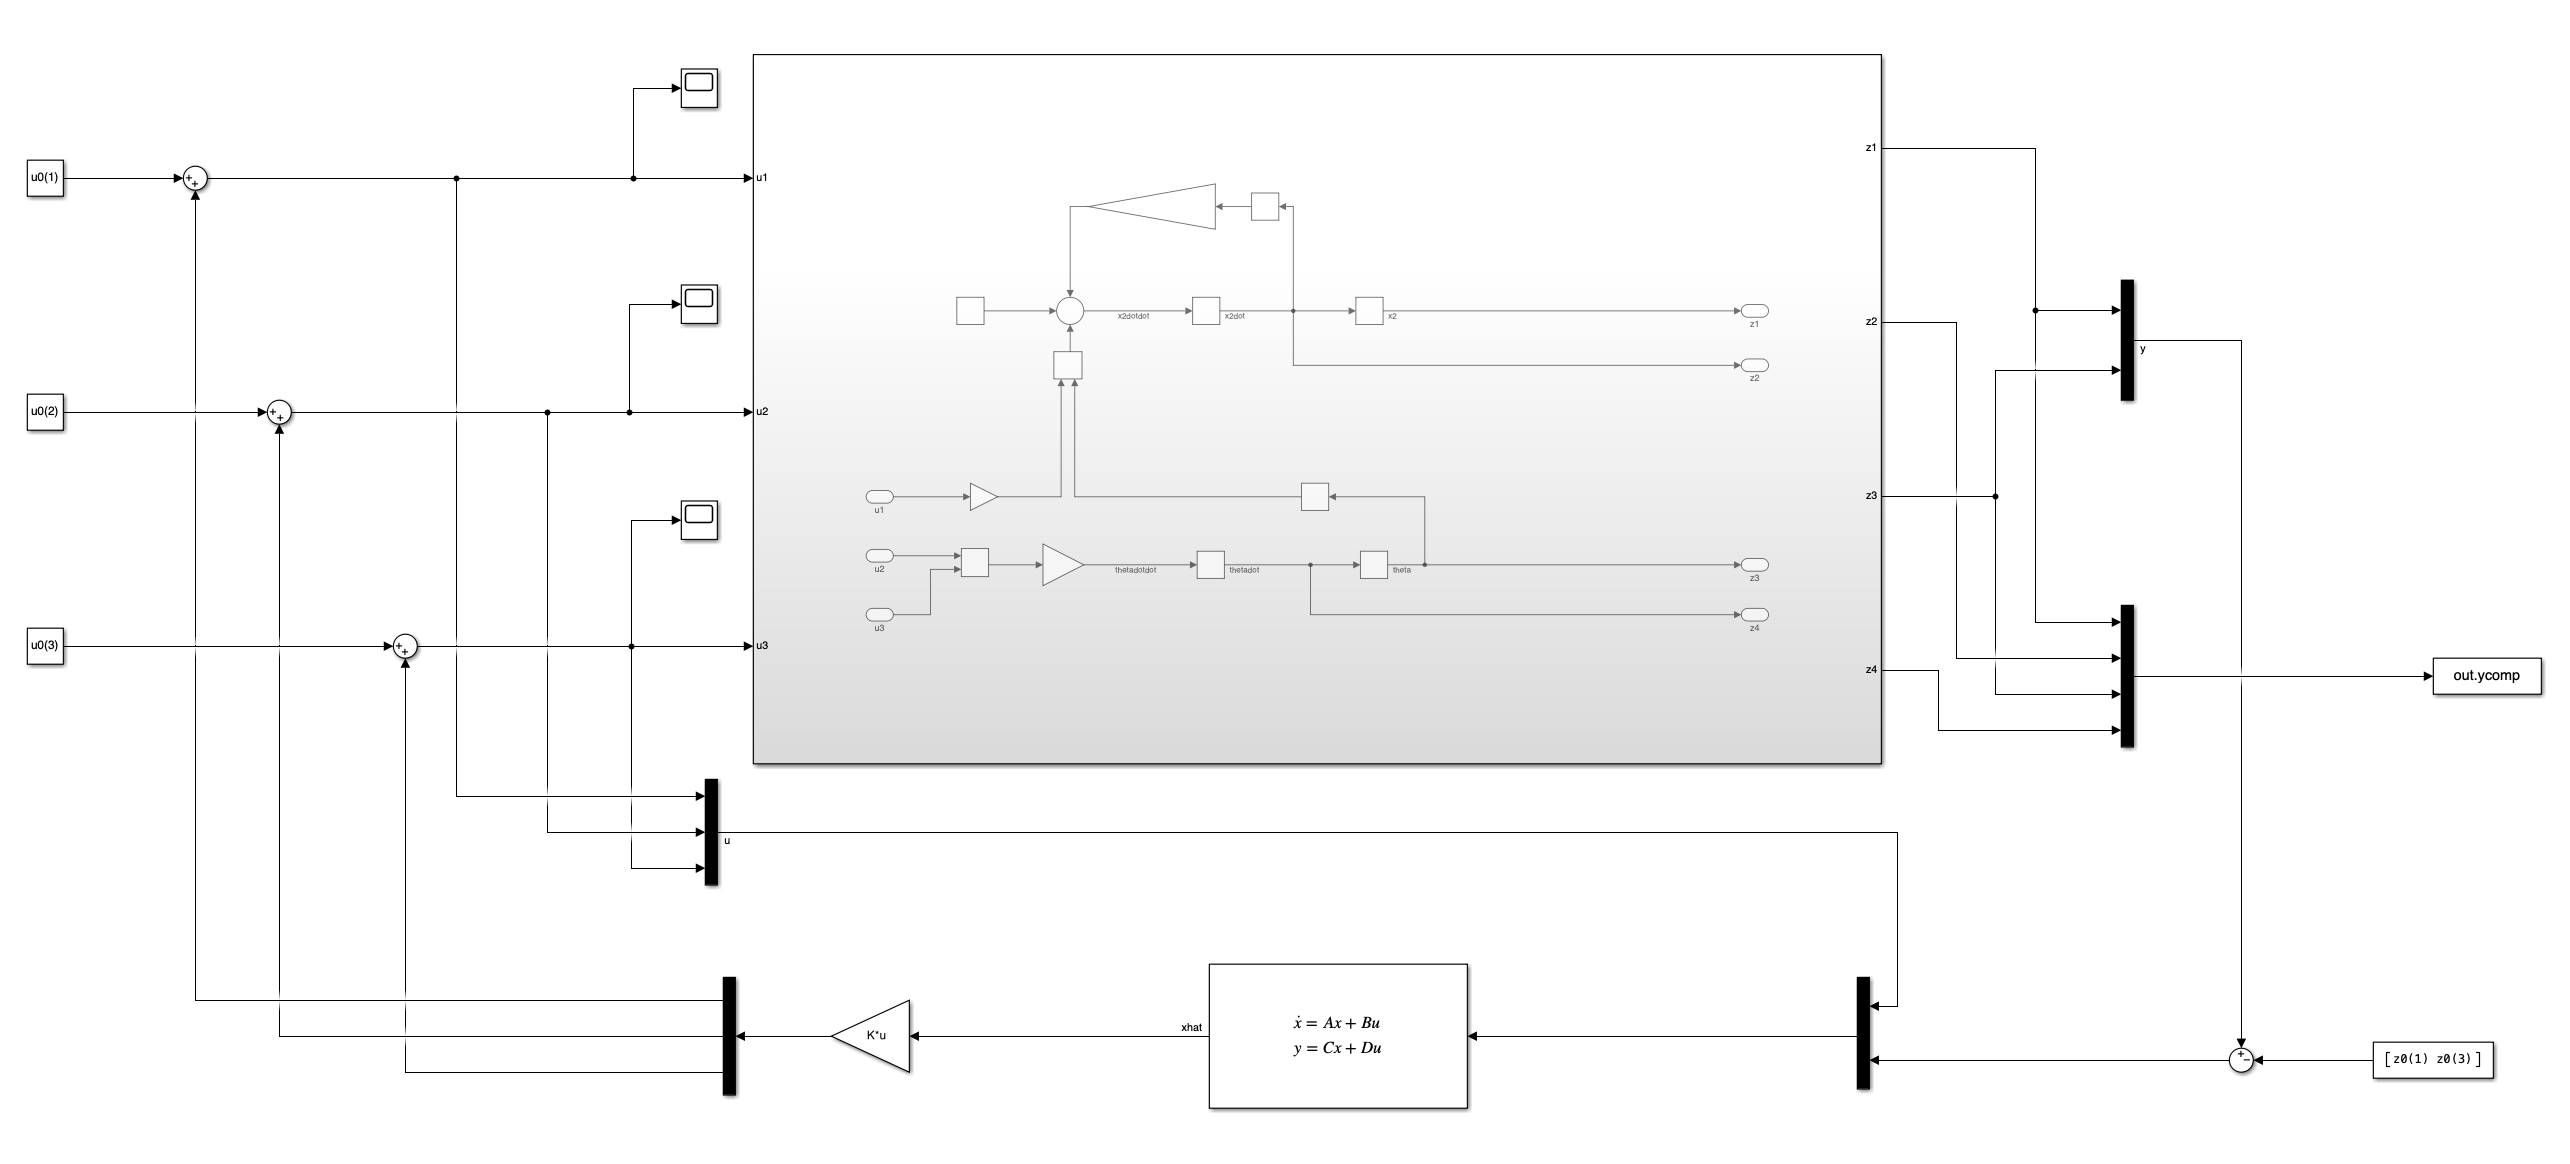 u0(1)
+
+
u1
z1
x2dotdot
x2dot
x2
z1
z2
z2
y
u0(2)
+
+
u2
u1
z3
u2
thetadotdot
thetadot
theta
z3
u3
z4
u0(3)
+
+
u3
z4
out.ycomp
u
xhat
K*u
ẋ = Ax + Bu
y = Cx + Du
+
−
[z0(1) z0(3)]